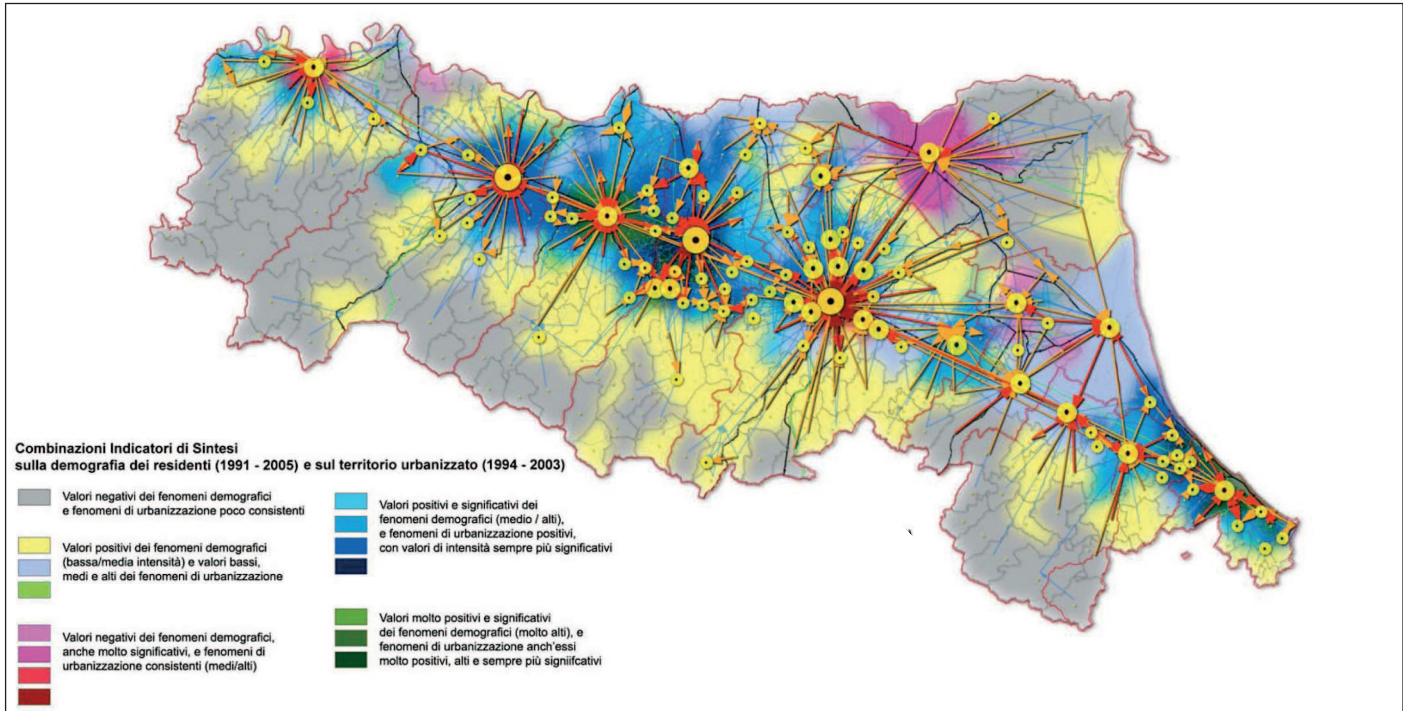 Combinazioni Indicatori di Sintesi
sulla demografia dei residenti (1991 - 2005) e sul territorio urbanizzato (1994 - 2003)
Valori negativi dei fenomeni demografici
e fenomeni di urbanizzazione poco consistenti
Valori positivi dei fenomeni demografici
(bassa/media intensità) e valori bassi,
medi e alti dei fenomeni di urbanizzazione
Valori negativi dei fenomeni demografici,
anche molto significativi, e fenomeni di
urbanizzazione consistenti (medi/alti)
Valori positivi e significativi dei
fenomeni demografici (medio / alti),
e fenomeni di urbanizzazione positivi,
con valori di intensità sempre più significativi
Valori molto positivi e significativi
dei fenomeni demografici (molto alti), e
fenomeni di urbanizzazione anch'essi
molto positivi, alti e sempre più signiifcativi